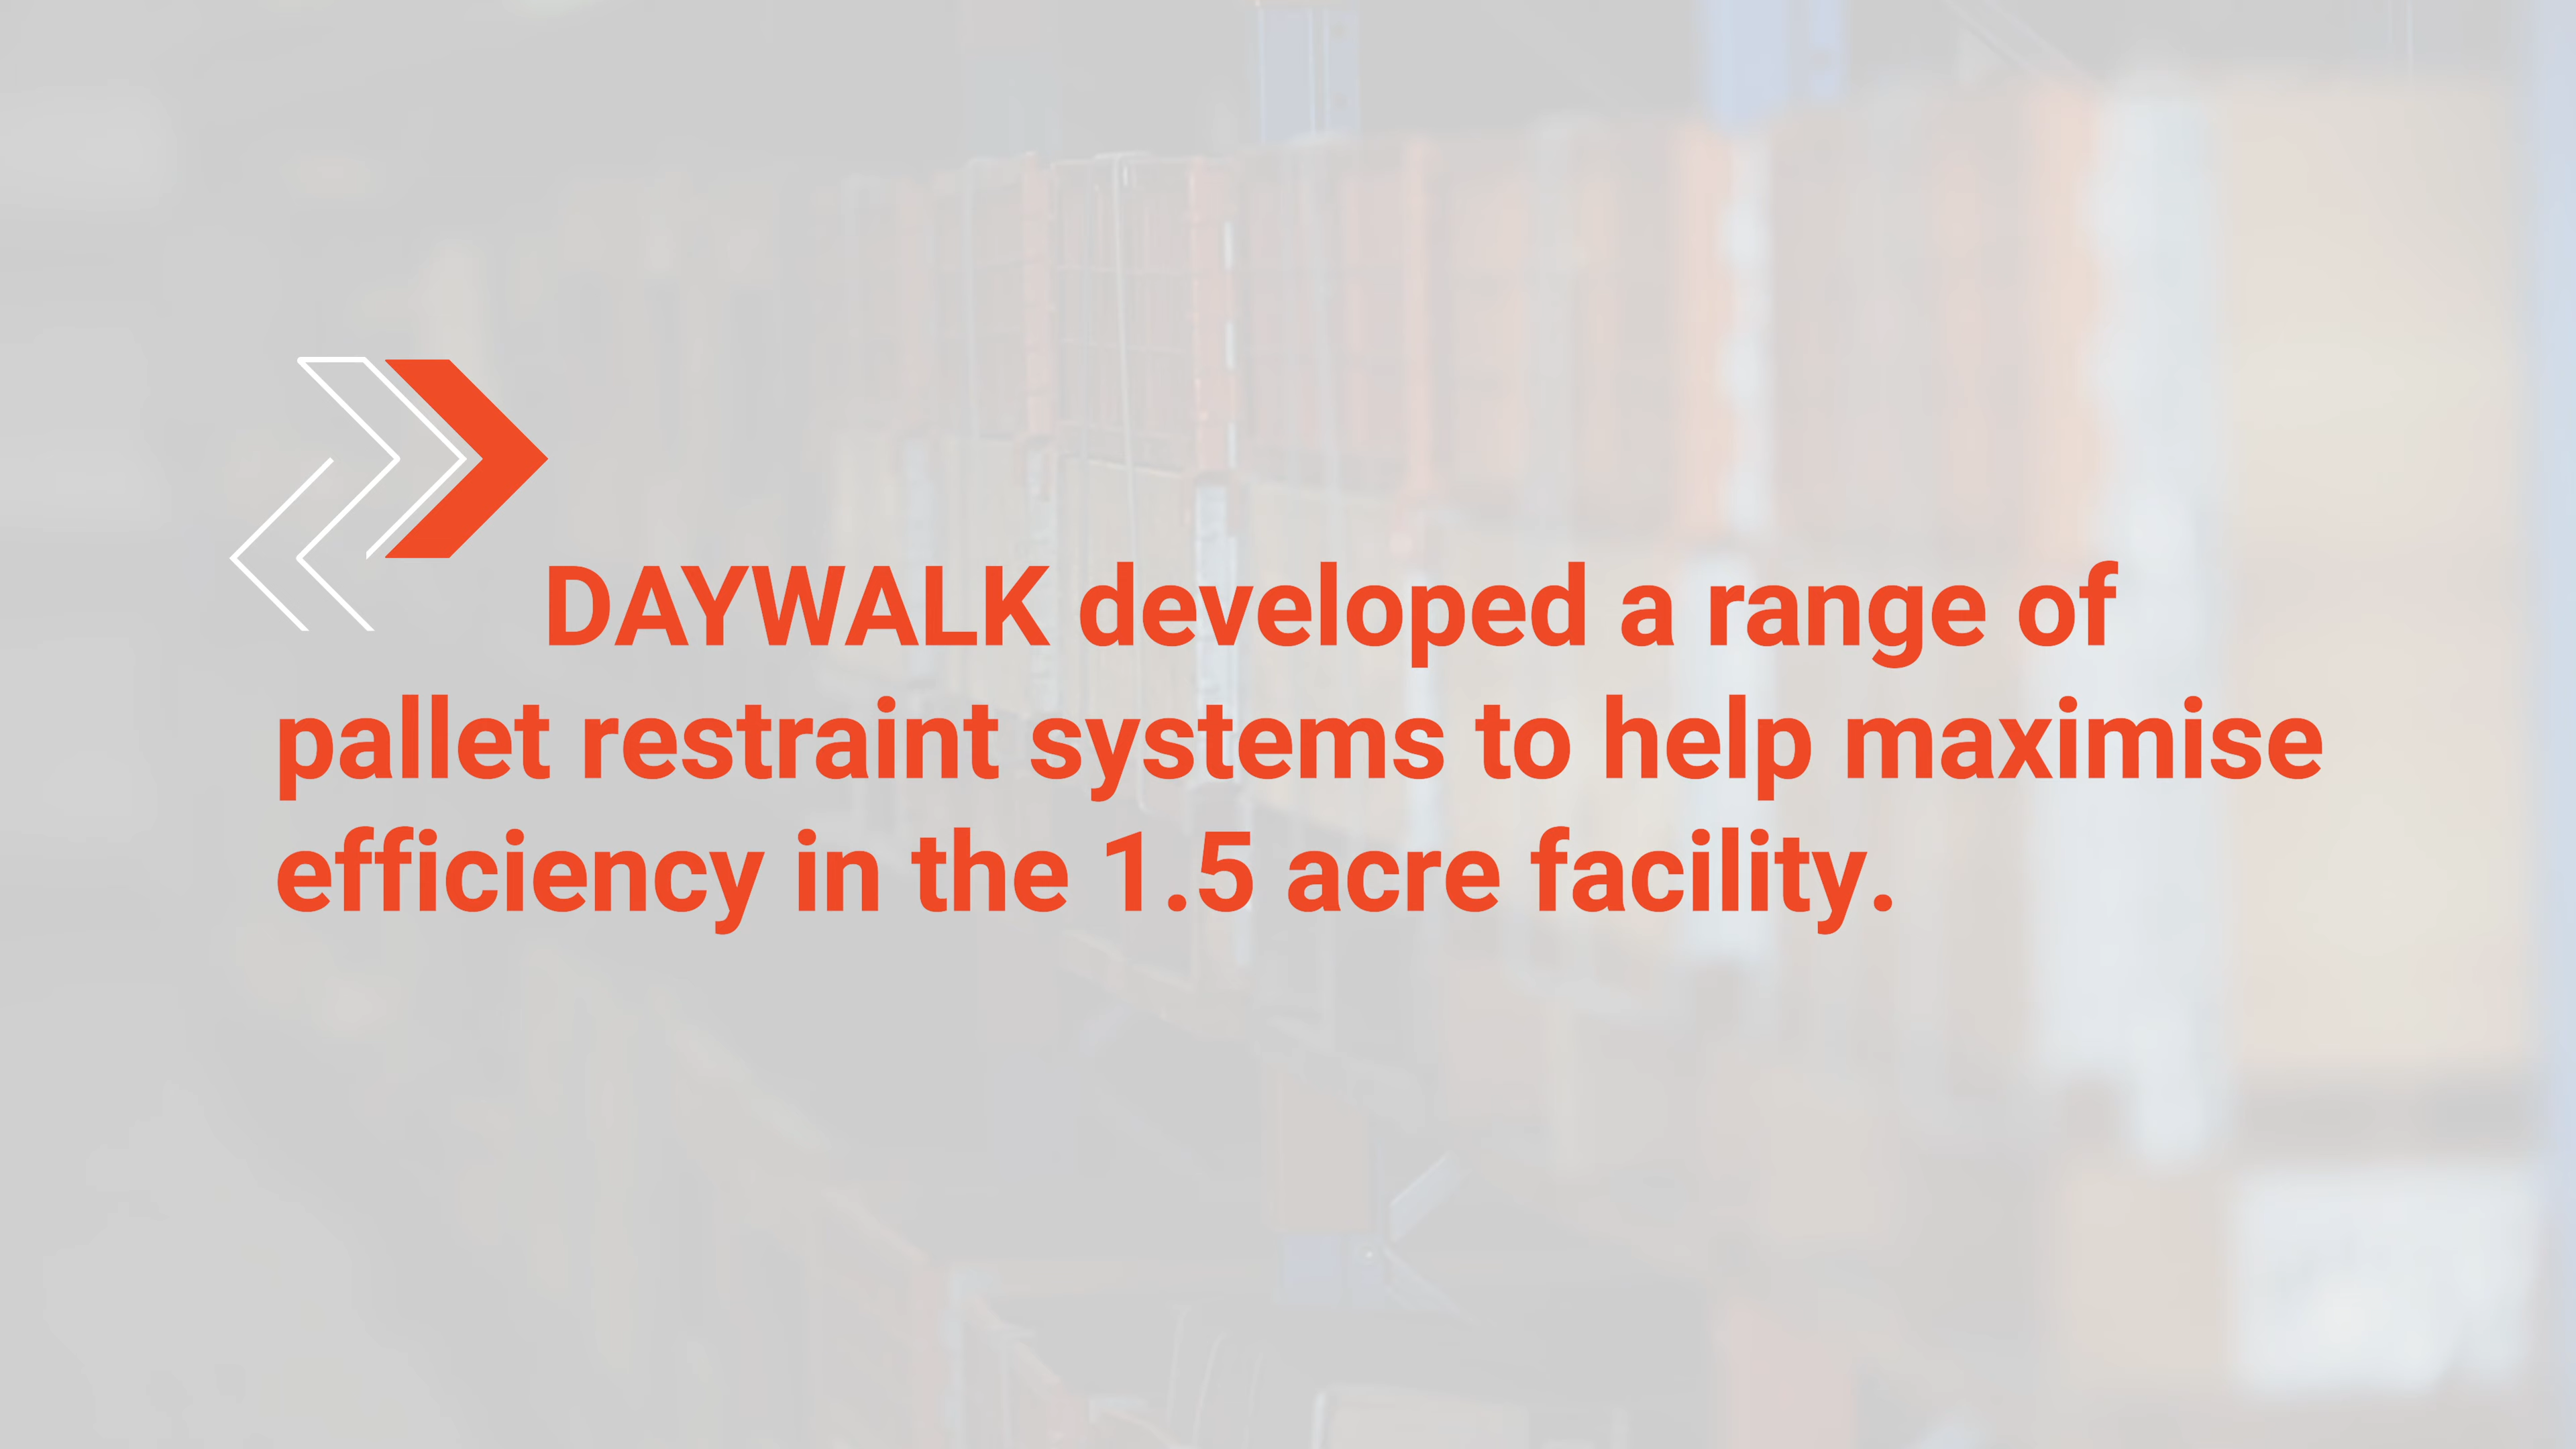 DAYWALK developed a range of
pallet restraint systems to help maximise
efficiency in the 1.5 acre facility.